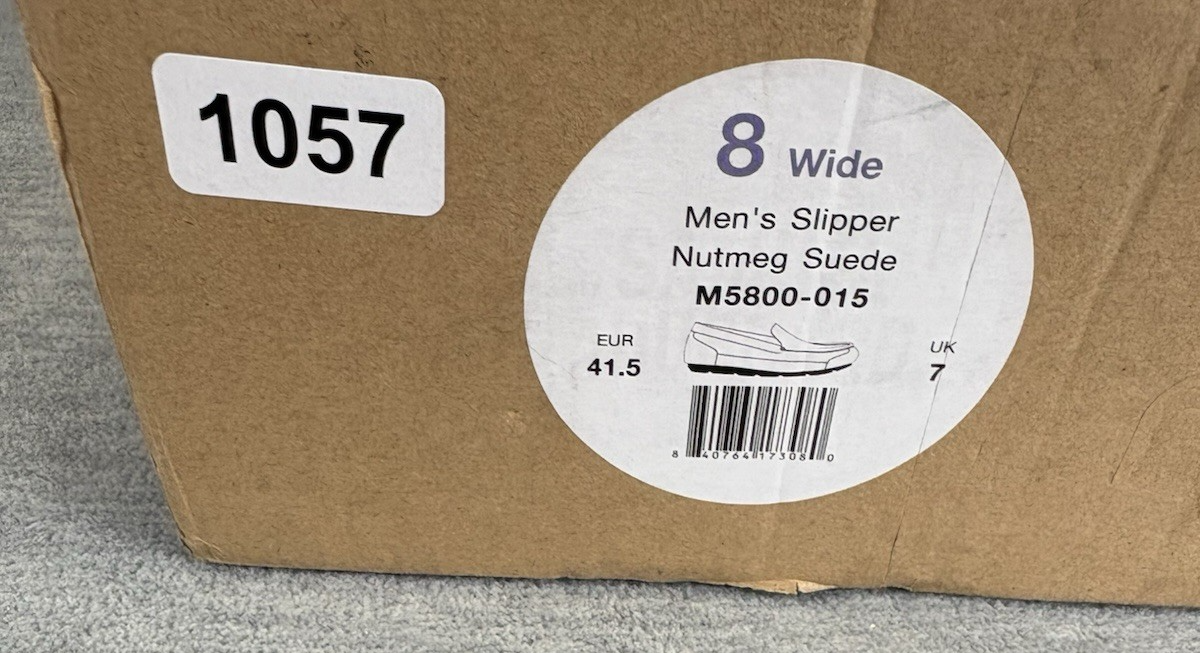 1057
8 Wide
Men's Slipper
Nutmeg Suede
M5800-015
EUR
41.5
UK
7
8 40764 17308 0